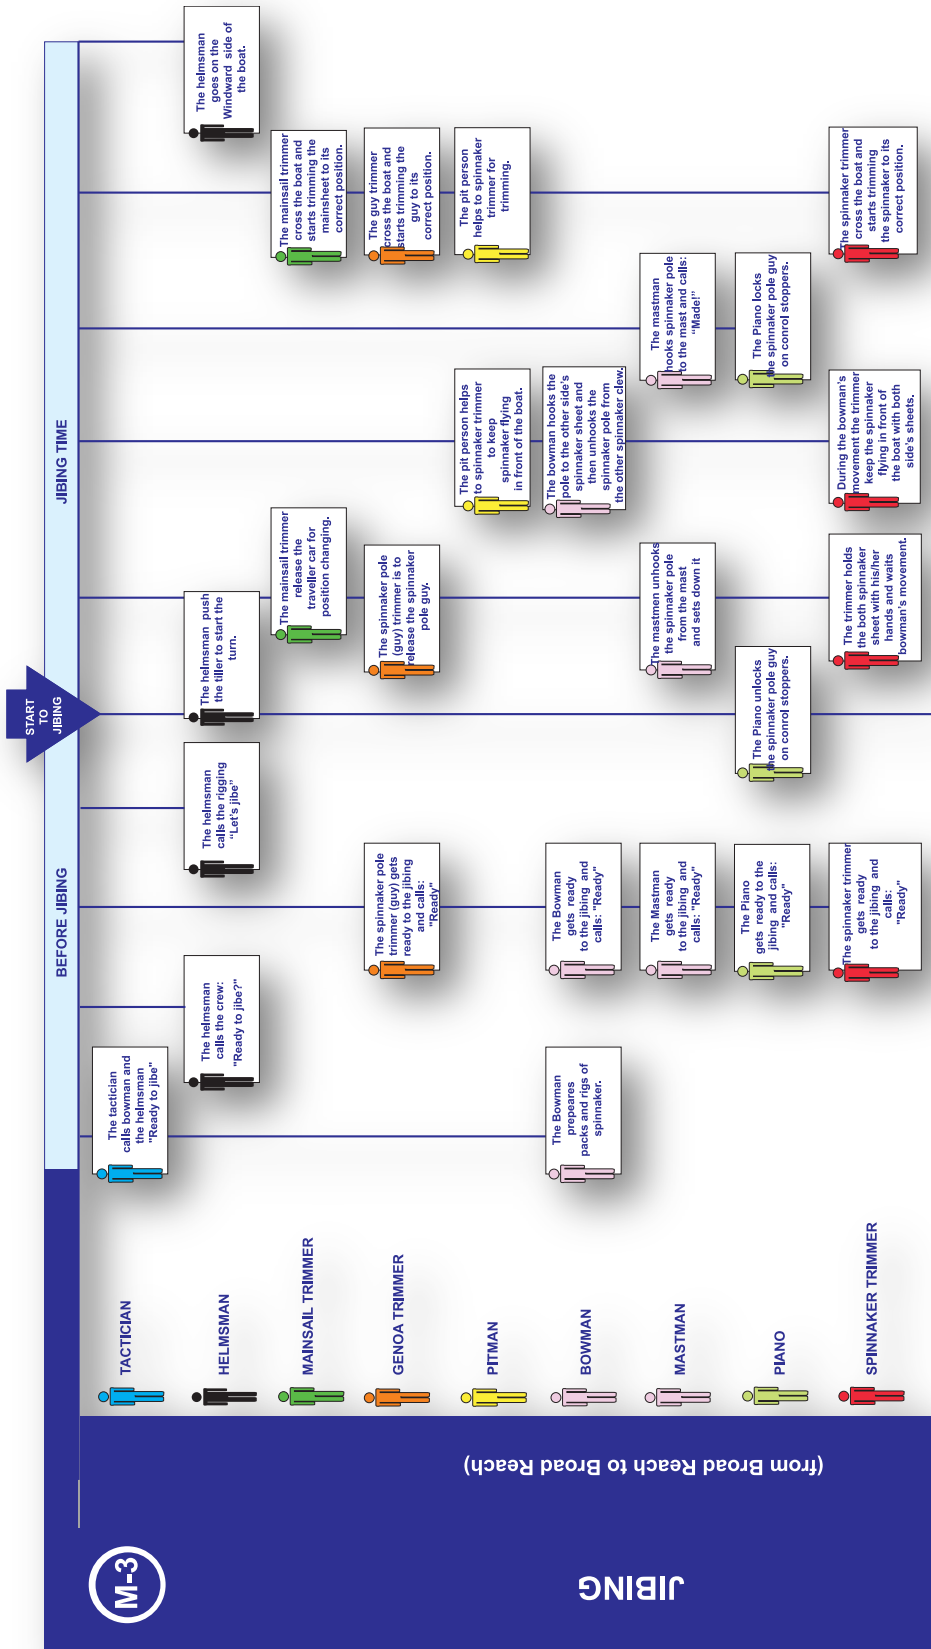 M-3
JIBING
(from Broad Reach to Broad Reach)
BEFORE JIBING
START
TO
JIBING
JIBING TIME
TACTICIAN
The tactician
calls bowman and
the helmsman
"Ready to jibe"
HELMSMAN
The helmsman
calls the crew:
"Ready to jibe?"
The helmsman
calls the rigging
“Let's jibe”
The helmsman push
the tiller to start the
turn.
The helmsman
goes on the
Windward side of
the boat.
MAINSAIL TRIMMER
The mainsail trimmer
release the
traveller car for
position changing.
The mainsail trimmer
cross the boat and
starts trimming the
mainsheet to its
correct position.
GENOA TRIMMER
The spinnaker pole
trimmer (guy) gets
ready to the jibing
and calls:
"Ready"
The spinnaker pole
(guy) trimmer is to
release the spinnaker
pole guy.
The guy trimmer
cross the boat and
starts trimming the
guy to its
correct position.
PITMAN
The pit person helps
to spinnaker trimmer
to keep
spinnaker flying
in front of the boat.
The pit person
helps to spinnaker
trimmer for
trimming.
BOWMAN
The Bowman
prepeares
packs and rigs of
spinnaker.
The Bowman
gets ready
to the jibing and
calls: "Ready"
The bowman hooks the
pole to the other side's
spinnaker sheet and
then unhooks the
spinnaker pole from
the other spinnaker clew.
MASTMAN
The Mastman
gets ready
to the jibing and
calls: "Ready"
The mastmen unhooks
the spinnaker pole
from the mast
and sets down it
The mastman
hooks spinnaker pole
to the mast and calls:
“Made!”
PIANO
The Piano
gets ready to the
jibing and calls:
"Ready"
The Piano unlocks
the spinnaker pole guy
on conrol stoppers.
The Piano locks
the spinnaker pole guy
on conrol stoppers.
SPINNAKER TRIMMER
The spinnaker trimmer
gets ready
to the jibing and
calls:
"Ready"
The trimmer holds
the both spinnaker
sheet with his/her
hands and waits
bowman's movement.
During the bowman's
movement the trimmer
keep the spinnaker
flying in front of
the boat with both
side's sheets.
The spinnaker trimmer
cross the boat and
starts trimming
the spinnaker to its
correct position.